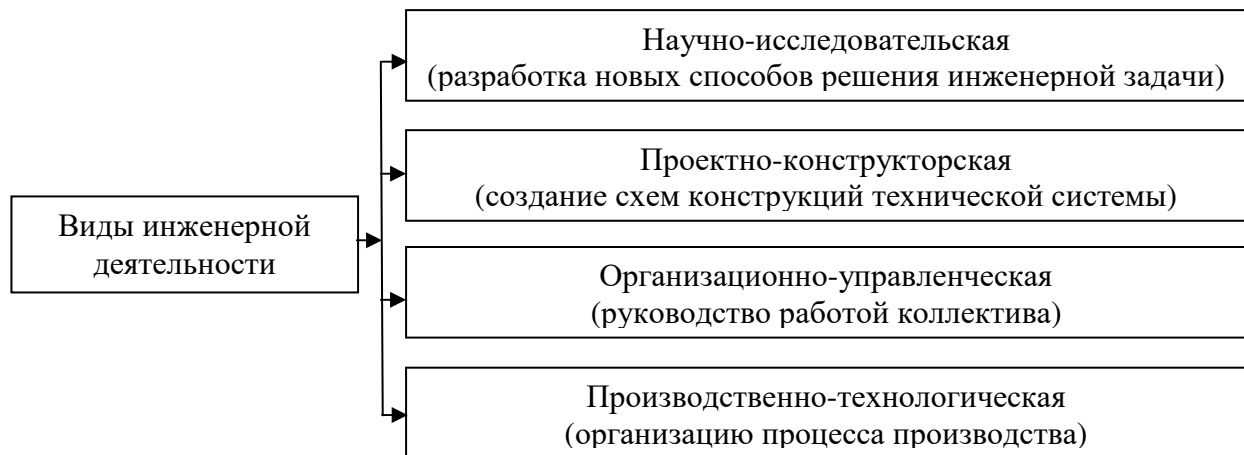 Научно-исследовательская
(разработка новых способов решения инженерной задачи)
Проектно-конструкторская
(создание схем конструкций технической системы)
Виды инженерной
деятельности
Организационно-управленческая
(руководство работой коллектива)
Производственно-технологическая
(организацию процесса производства)